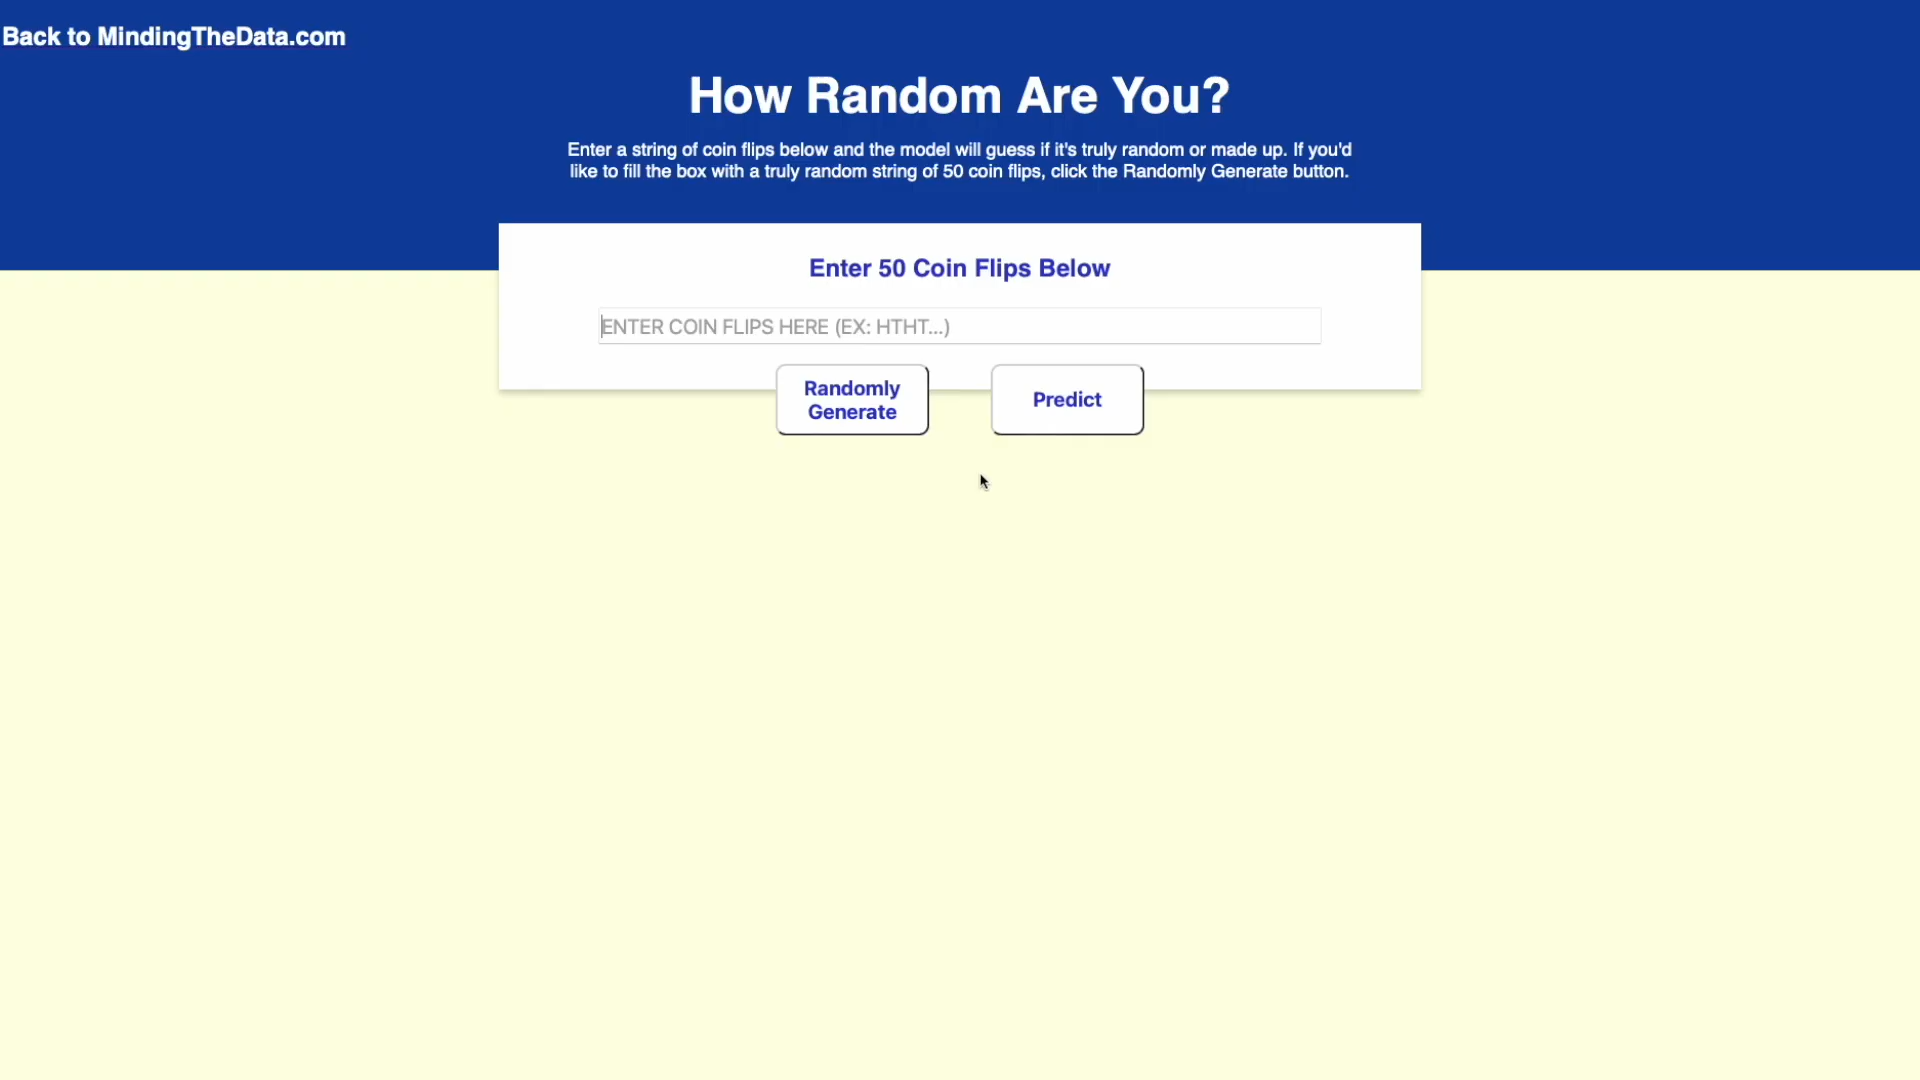 Back to MindingTheData.com
How Random Are You?
Enter a string of coin flips below and the model will guess if it's truly random or made up. If you'd
like to fill the box with a truly random string of 50 coin flips, click the Randomly Generate button.
Enter 50 Coin Flips Below
ENTER COIN FLIPS HERE (EX: HTHT...)
Randomly
Generate
Predict